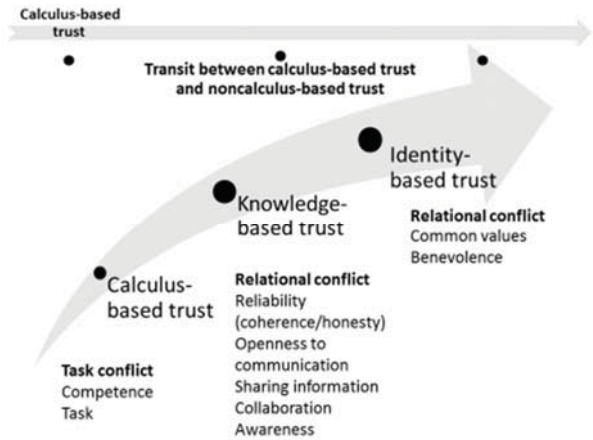 Calculus-based
trust
Transit between calculus-based trust
and noncalculus-based trust
Identity-
based trust
Relational conflict
Common values
Benevolence
Knowledge-
based trust
Relational conflict
Reliability
(coherence/honesty)
Openness to
communication
Sharing information
Collaboration
Awareness
Calculus-
based trust
Task conflict
Competence
Task